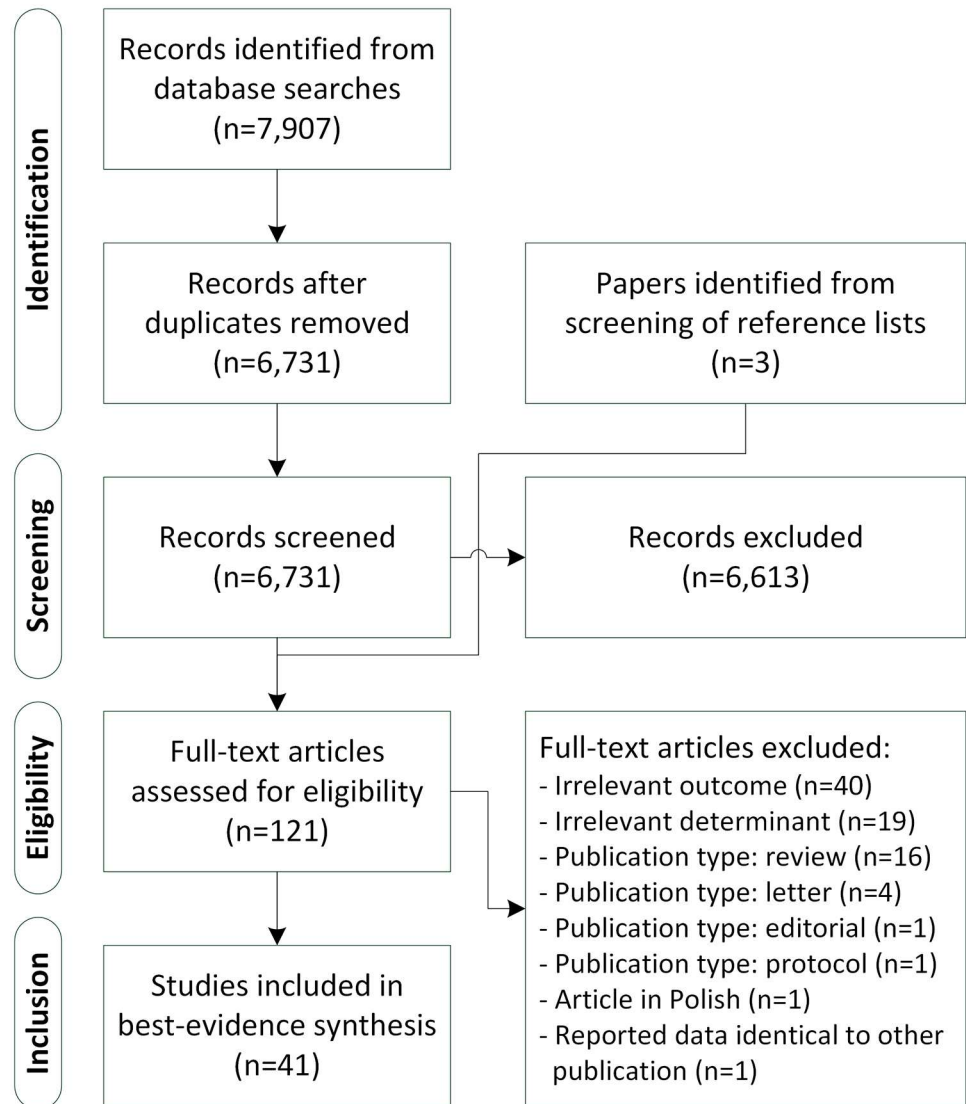 Identification
Records identified from
database searches
(n=7,907)
Records after
duplicates removed
(n=6,731)
Papers identified from
screening of reference lists
(n=3)
Screening
Records screened
(n=6,731)
Records excluded
(n=6,613)
Eligibility
Full-text articles
assessed for eligibility
(n=121)
Full-text articles excluded:
- Irrelevant outcome (n=40)
- Irrelevant determinant (n=19)
- Publication type: review (n=16)
- Publication type: letter (n=4)
- Publication type: editorial (n=1)
- Publication type: protocol (n=1)
- Article in Polish (n=1)
- Reported data identical to other
publication (n=1)
Inclusion
Studies included in
best-evidence synthesis
(n=41)